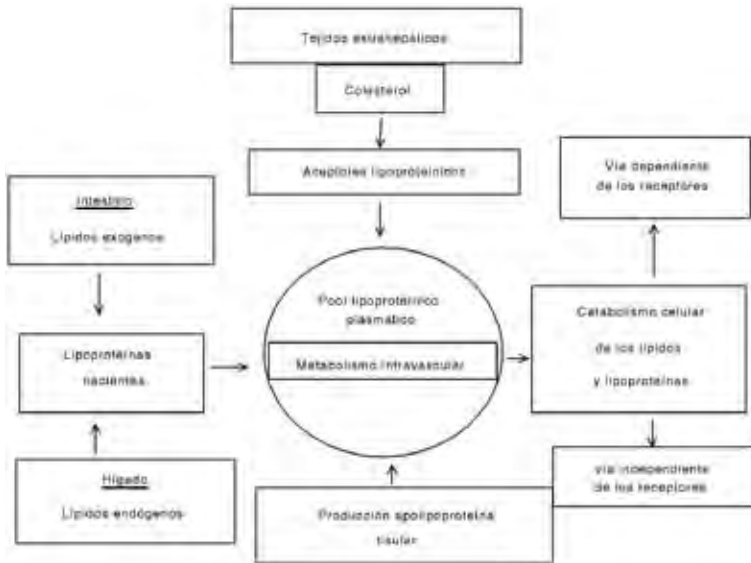 Tejidos extrahepáticos
Colesterol
Aceptores lipoproteínicos
Vía dependiente
de los receptores
Intestino
Lípidos exógenos
Pool lipoproteínico
plasmático
Metabolismo intravascular
Catabolismo celular
de los lípidos
y lipoproteínas
Lipoproteínas
nacientes
Hígado
Lípidos endógenos
vía independiente
de los receptores
Producción apolipoproteína
tisular